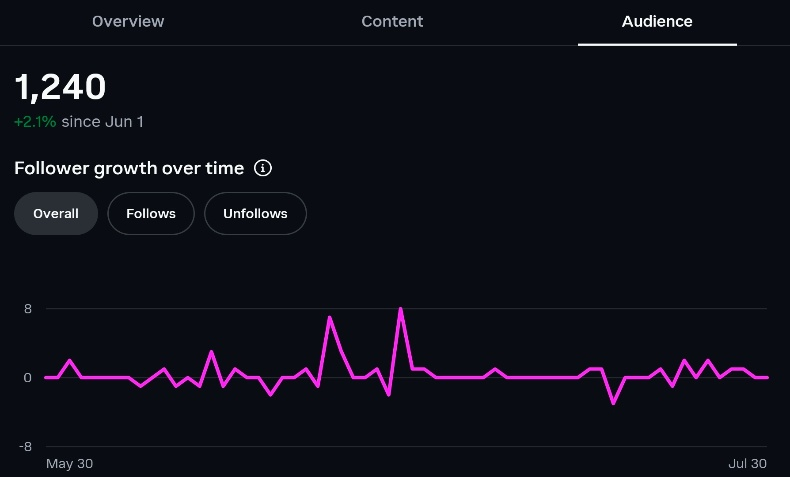 Overview Content Audience
1,240
+2.1% since Jun 1
Follower growth over time
Overall Follows Unfollows
8
0
-8
May 30 Jul 30